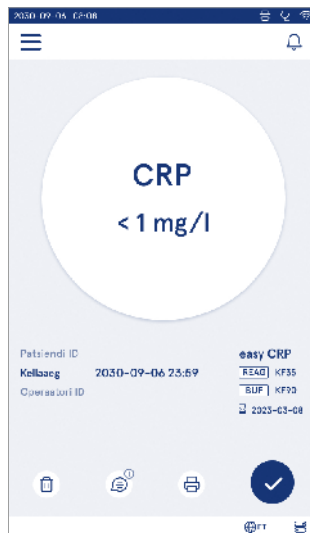 2030-09-06 08:08
CRP
< 1 mg/l
Patsiendi ID
Kellaaeg 2030-09-06 23:59
Operaatori ID
easy CRP
REAG KF35
BUF KF90
2023-03-08
ET